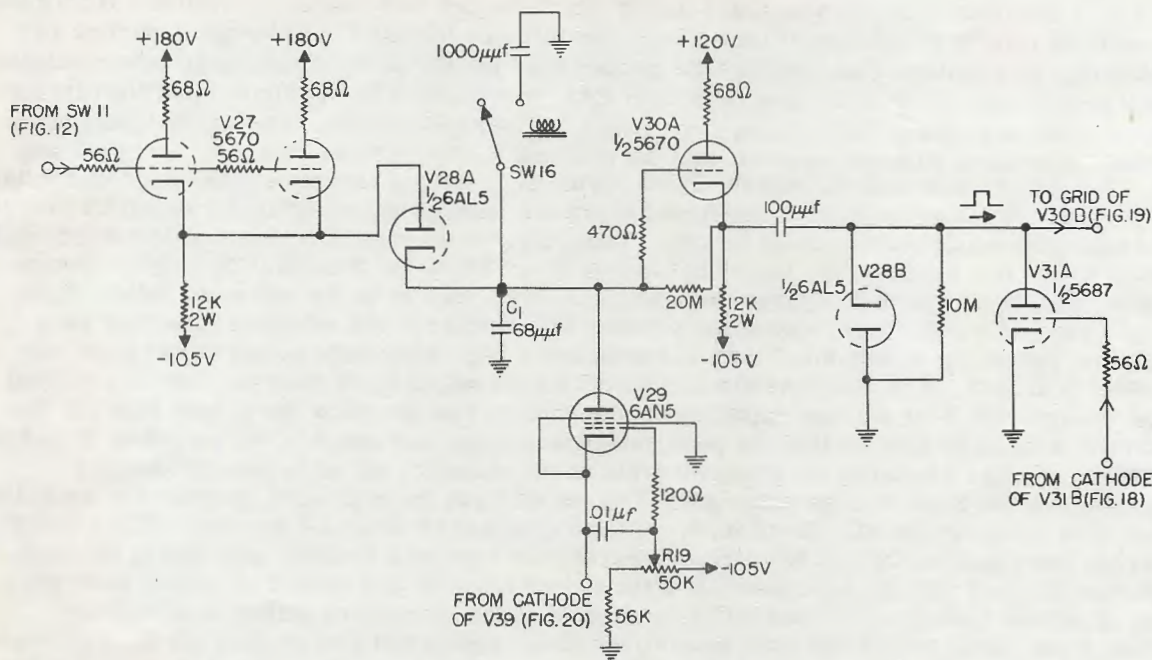 +180V
+180V
1000μμf
+120V
68Ω
68Ω
68Ω
FROM SW 11
(FIG. 12)
V27
5670
56Ω
56Ω
V30A
½ 5670
SW16
V28A
½ 6AL5
100μμf
TO GRID OF
V30B (FIG. 19)
470Ω
V28B
½ 6AL5
V31A
½ 5687
12K
2W
-105V
C1
68μμf
20M
12K
2W
-105V
10M
56Ω
V29
6AN5
120Ω
.01μf
R19
50K
-105V
56K
FROM CATHODE
OF V39 (FIG. 20)
FROM CATHODE
OF V31B (FIG. 18)